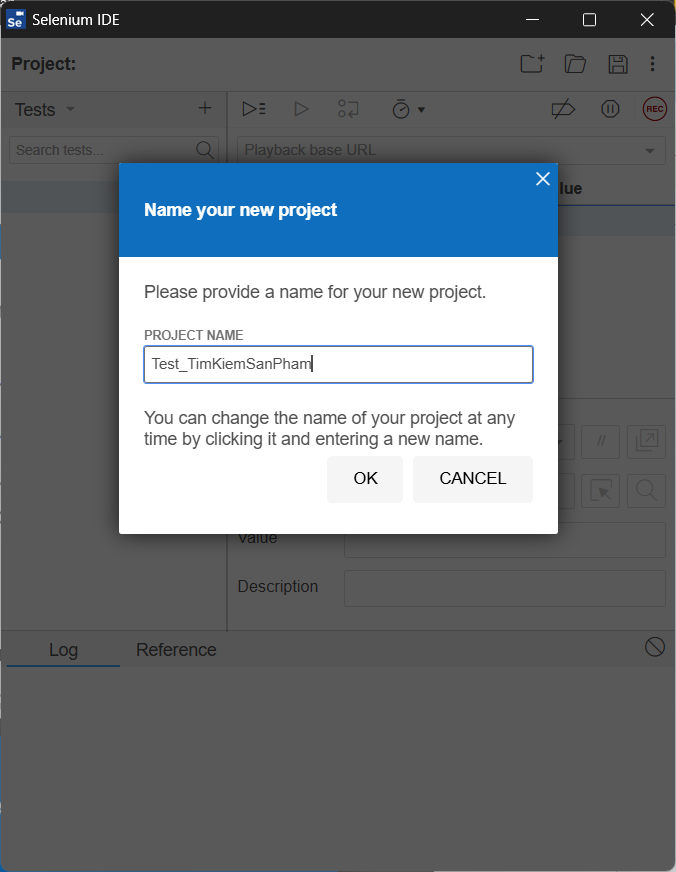 Se Selenium IDE
Project:
Tests
Search tests...
REC
Playback base URL
lue
Name your new project
Please provide a name for your new project.
PROJECT NAME
Test_TimKiemSanPham
You can change the name of your project at any
time by clicking it and entering a new name.
OK CANCEL
//
Value
Description
Log Reference